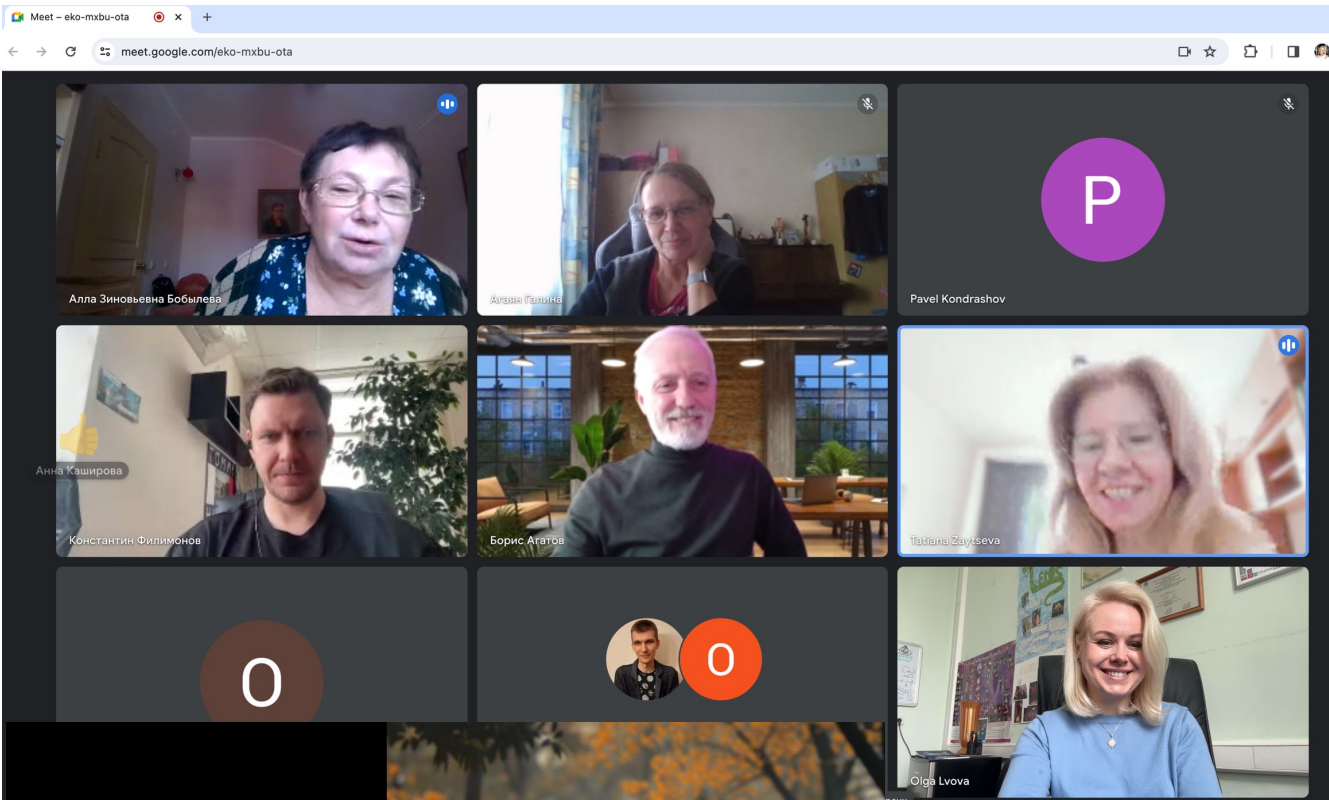 Meet – eko-mxbu-ota
meet.google.com/eko-mxbu-ota
Алла Зиновьевна Бобылева
Агаян Галина
P
Pavel Kondrashov
Анна Каширова
Константин Филимонов
Борис Агатов
Tatiana Zaytseva
O
O
Olga Lvova